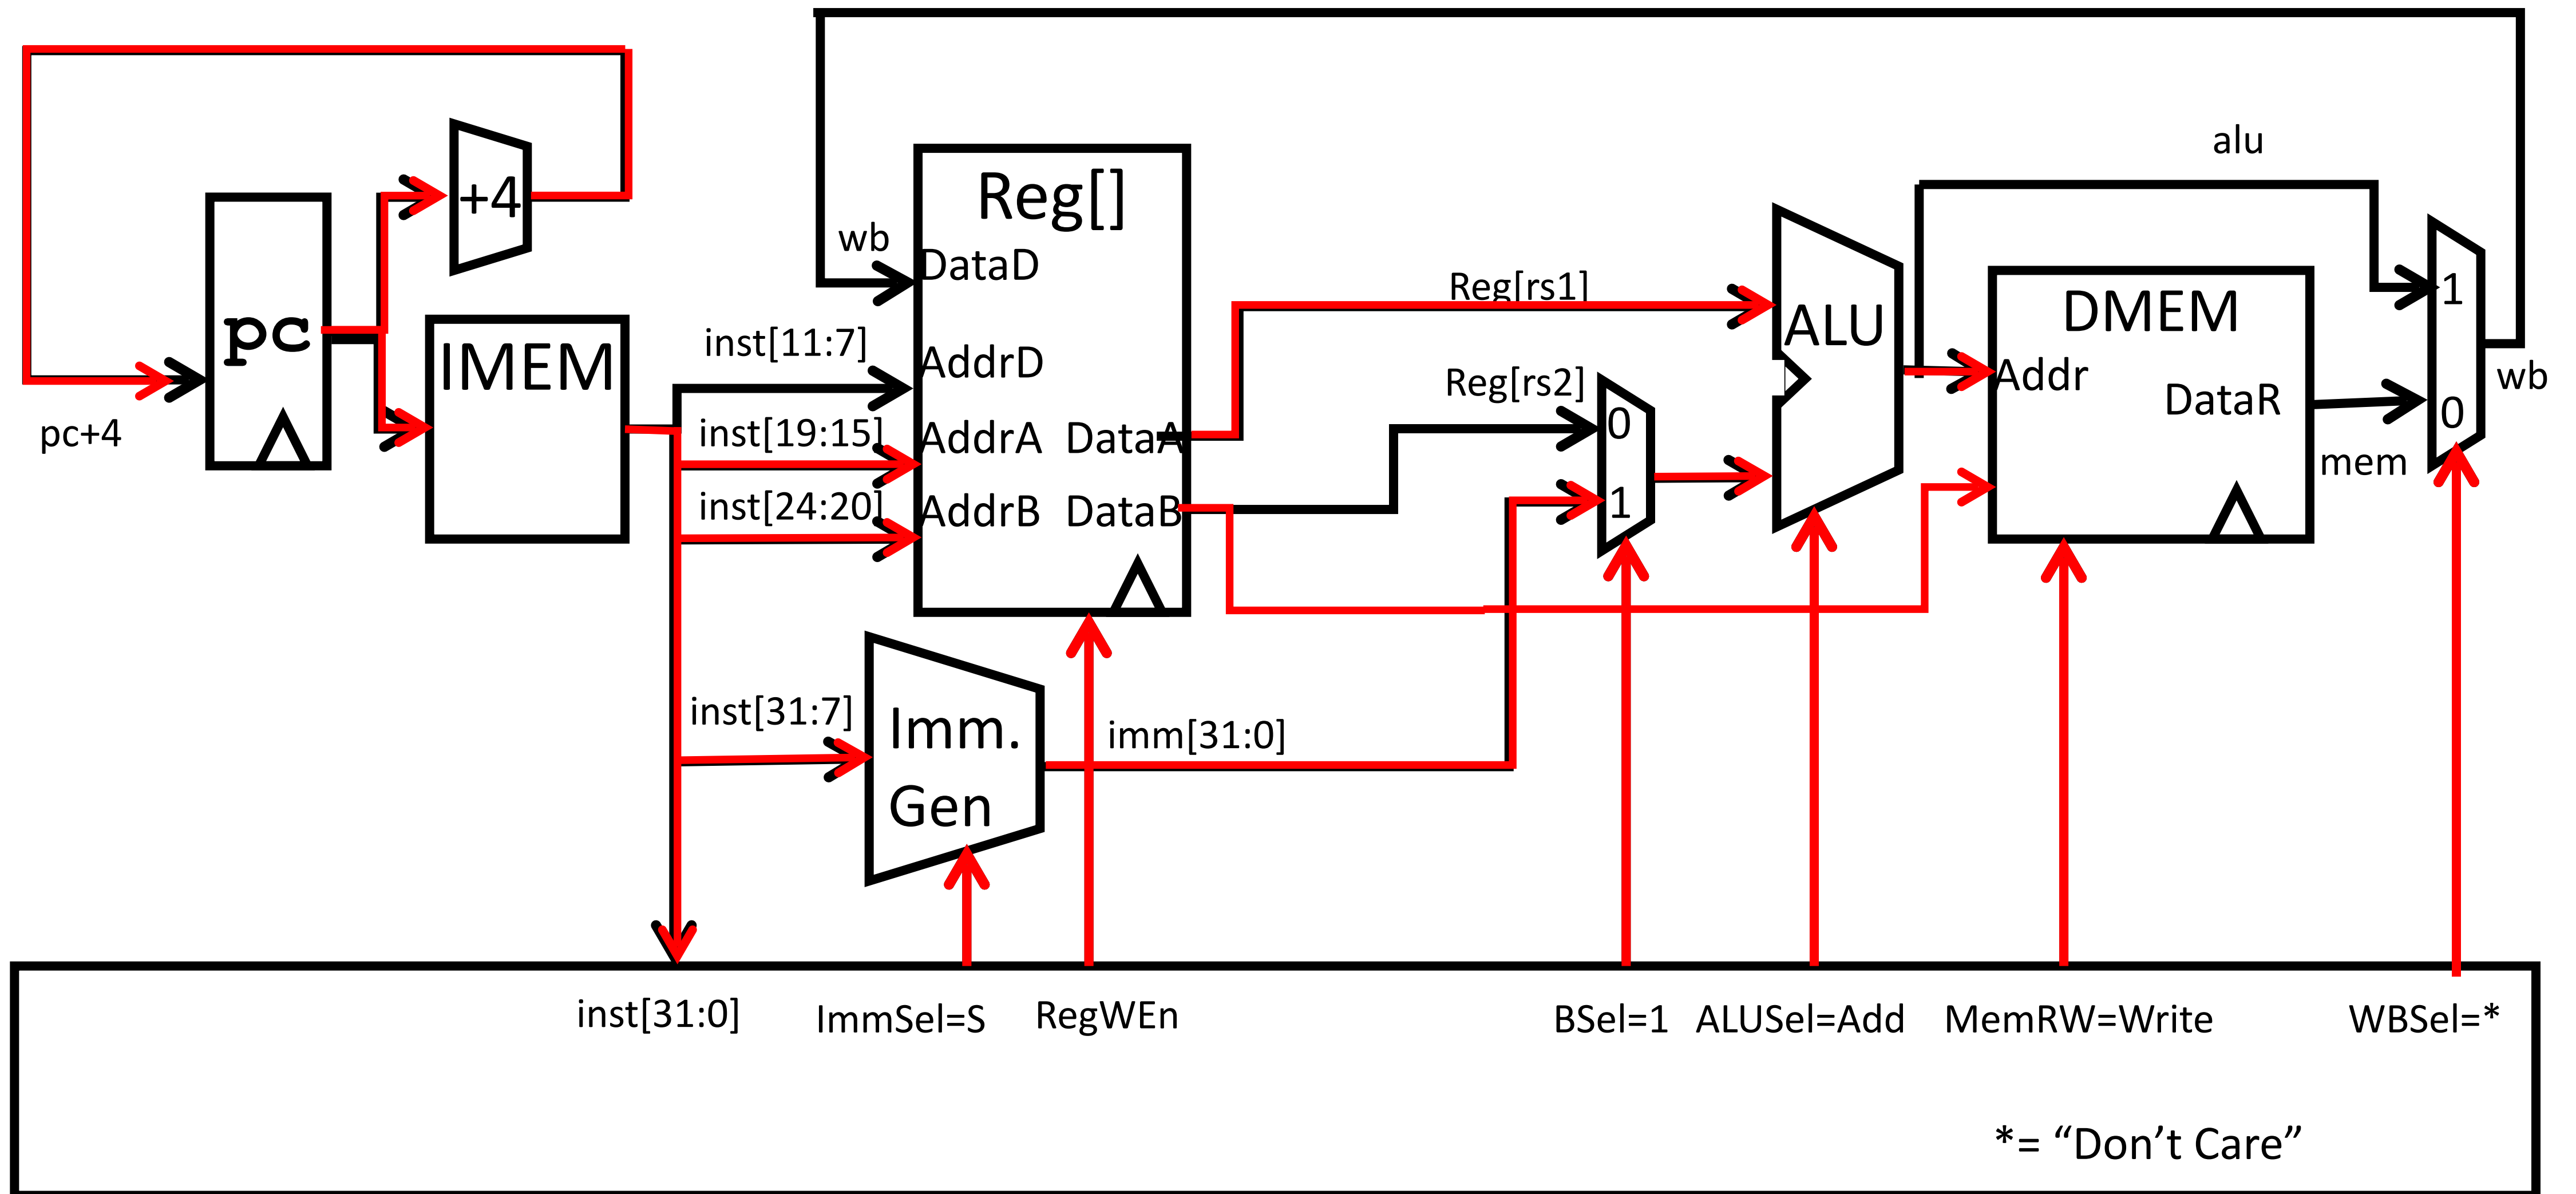 alu
+4
Reg[]
wb
DataD
Reg[rs1]
pc
IMEM
inst[11:7]
AddrD
ALU
DMEM
1
Addr
DataR
wb
Reg[rs2]
0
0
pc+4
inst[19:15]
AddrA DataA
mem
inst[24:20]
AddrB DataB
1
inst[31:7]
Imm.
Gen
imm[31:0]
inst[31:0]
ImmSel=S
RegWEn
BSel=1
ALUSel=Add
MemRW=Write
WBSel=*
*= “Don’t Care”